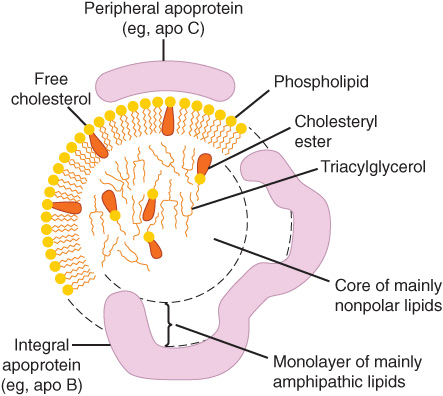 Peripheral apoprotein
(eg, apo C)
Free
cholesterol
Phospholipid
Cholesteryl
ester
Triacylglycerol
Core of mainly
nonpolar lipids
Integral
apoprotein
(eg, apo B)
Monolayer of mainly
amphipathic lipids